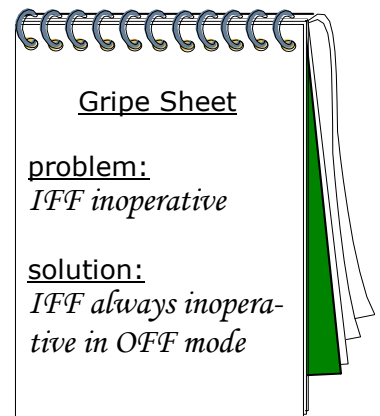 Gripe Sheet
problem:
IFF inoperative
solution:
IFF always inopera-
tive in OFF mode